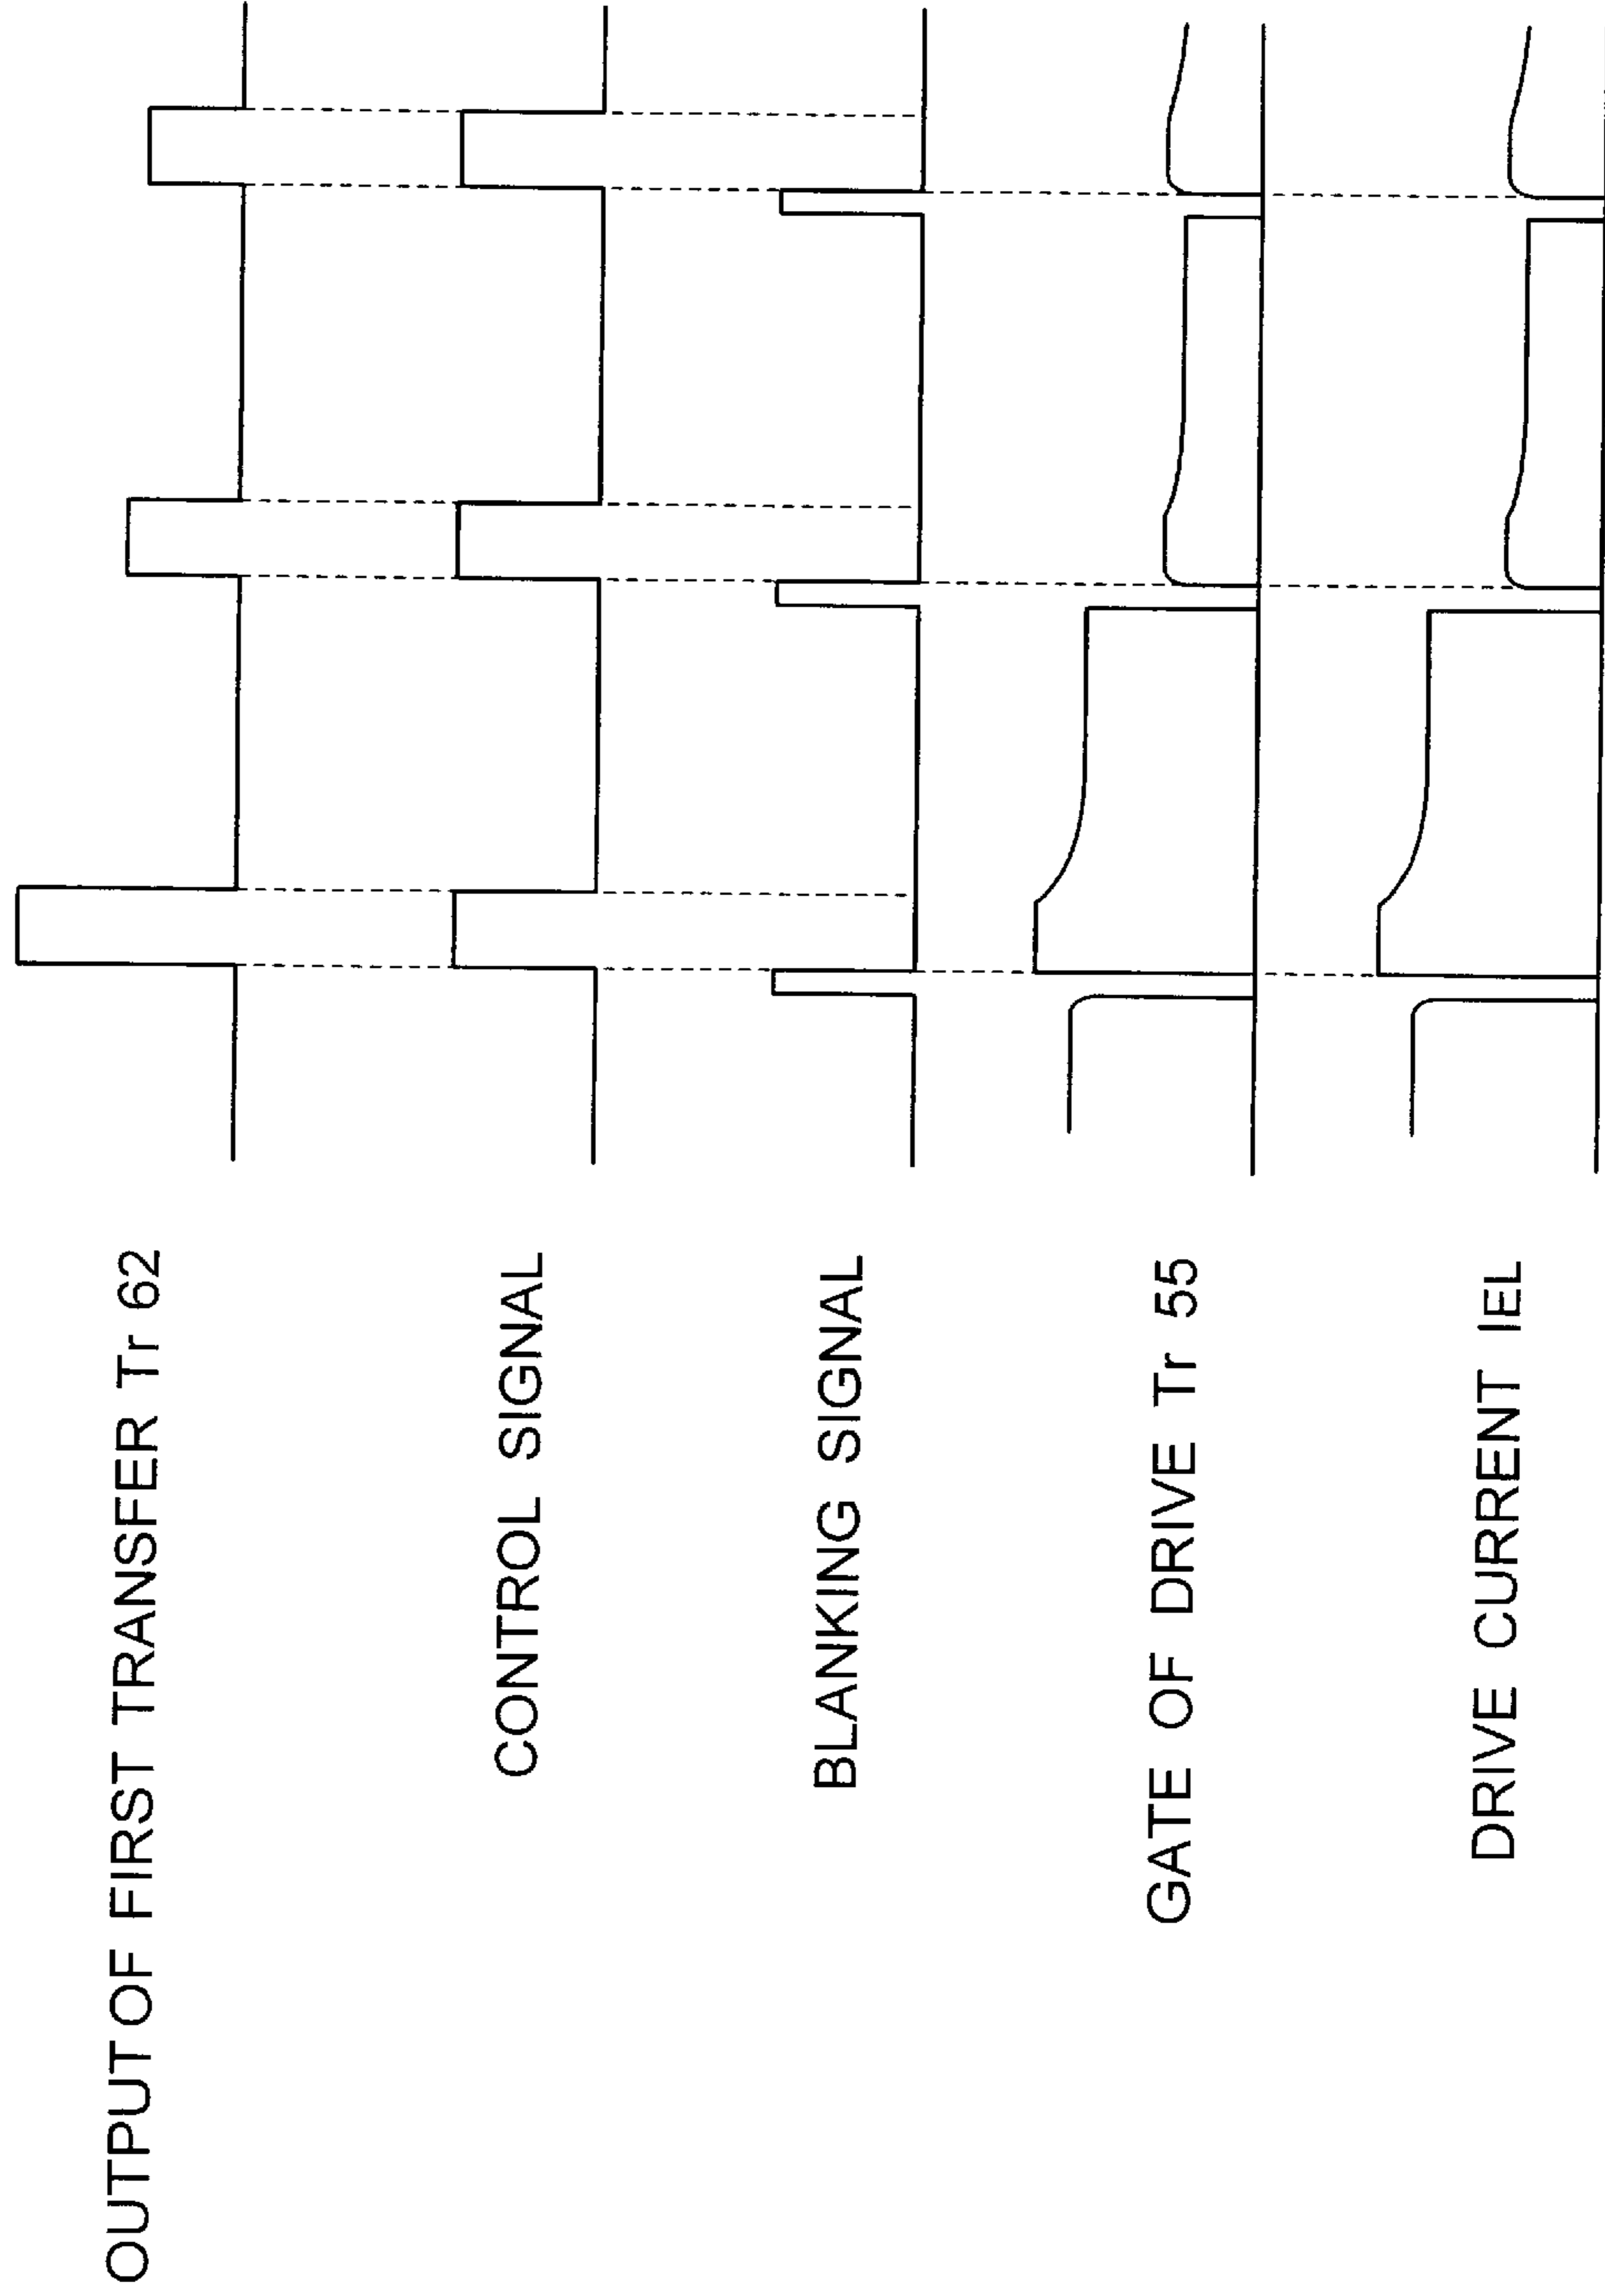 OUTPUT OF FIRST TRANSFER Tr 62
CONTROL SIGNAL
BLANKING SIGNAL
GATE OF DRIVE Tr 55
DRIVE CURRENT IEL